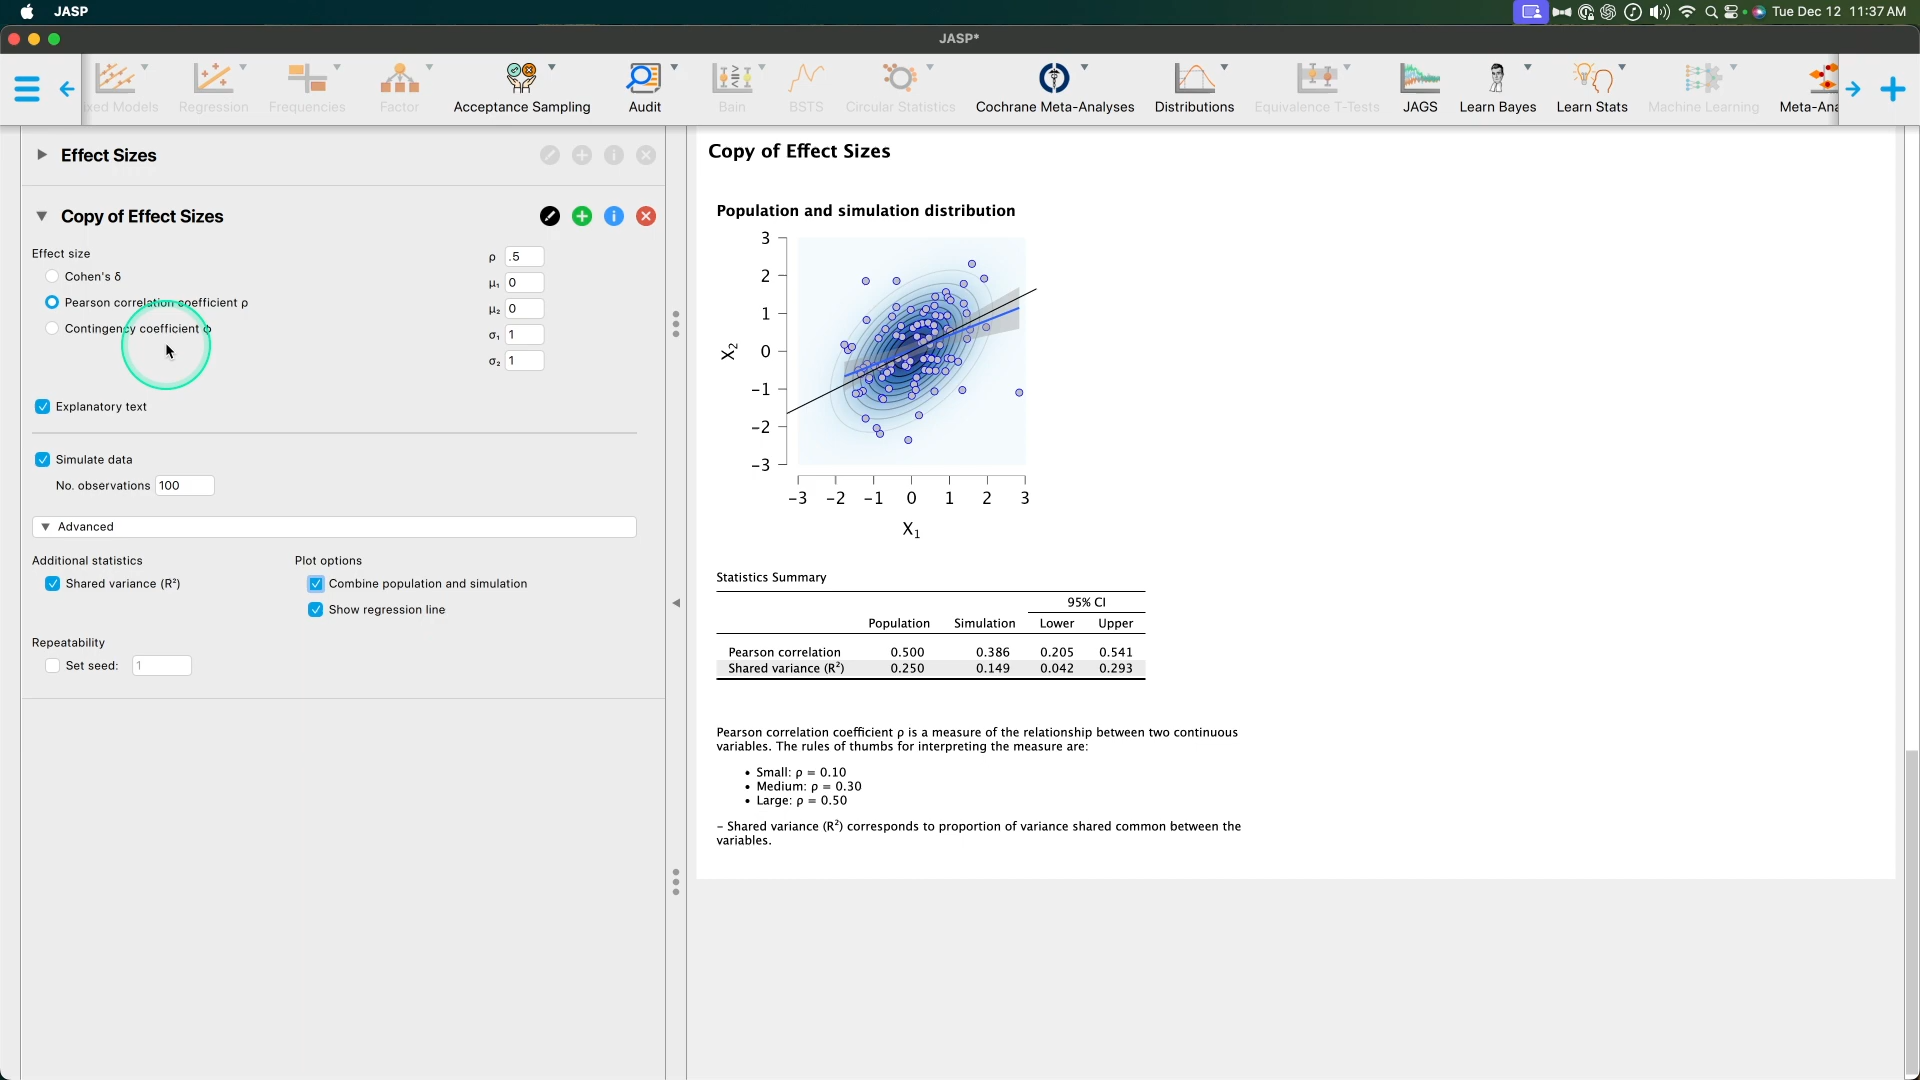 JASP
Tue Dec 12 11:37 AM
JASP*
xed Models
Regression
Frequencies
Factor
Acceptance Sampling
Audit
Bain
BSTS
Circular Statistics
Cochrane Meta-Analyses
Distributions
Equivalence T-Tests
JAGS
Learn Bayes
Learn Stats
Machine Learning
Meta-Ana
Effect Sizes
Copy of Effect Sizes
Effect size
Cohen's δ
Pearson correlation coefficient ρ
Contingency coefficient ϕ
ρ .5
μ₁ 0
μ₂ 0
σ₁ 1
σ₂ 1
Explanatory text
Simulate data
No. observations 100
Advanced
Additional statistics
Shared variance (R²)
Plot options
Combine population and simulation
Show regression line
Repeatability
Set seed: 1
Copy of Effect Sizes
Population and simulation distribution
3
2
1
0
−1
−2
−3
X₂
−3 −2 −1 0 1 2 3
X₁
Statistics Summary
95% CI
Population Simulation Lower Upper
Pearson correlation 0.500 0.386 0.205 0.541
Shared variance (R²) 0.250 0.149 0.042 0.293
Pearson correlation coefficient ρ is a measure of the relationship between two continuous
variables. The rules of thumbs for interpreting the measure are:
• Small: ρ = 0.10
• Medium: ρ = 0.30
• Large: ρ = 0.50
– Shared variance (R²) corresponds to proportion of variance shared common between the
variables.